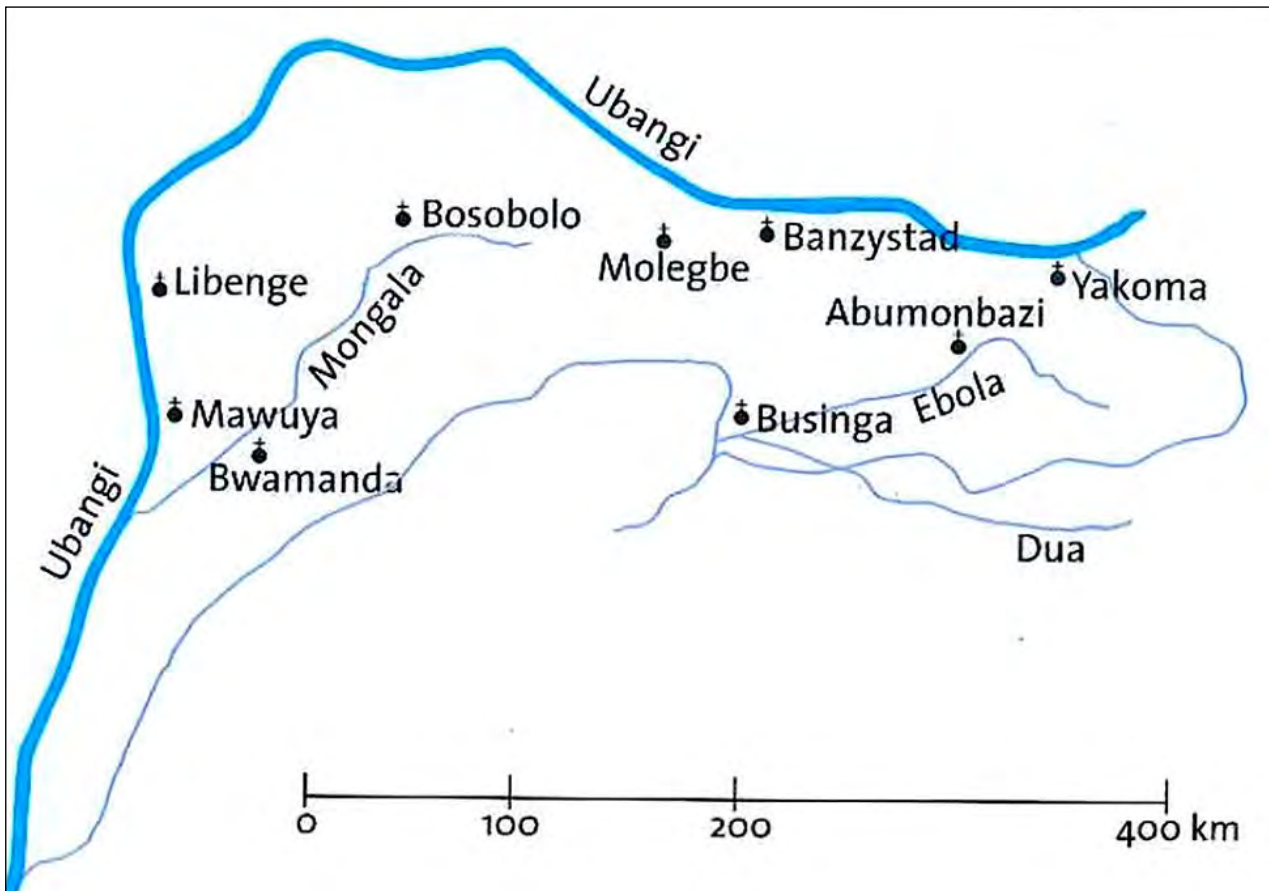 Ubangi
Bosobolo
Banzystad
Molegbe
Libenge
Yakoma
Abumonbazi
Mongala
Ebola
Mawuya
Businga
Bwamanda
Ubangi
Dua
0 100 200 400 km